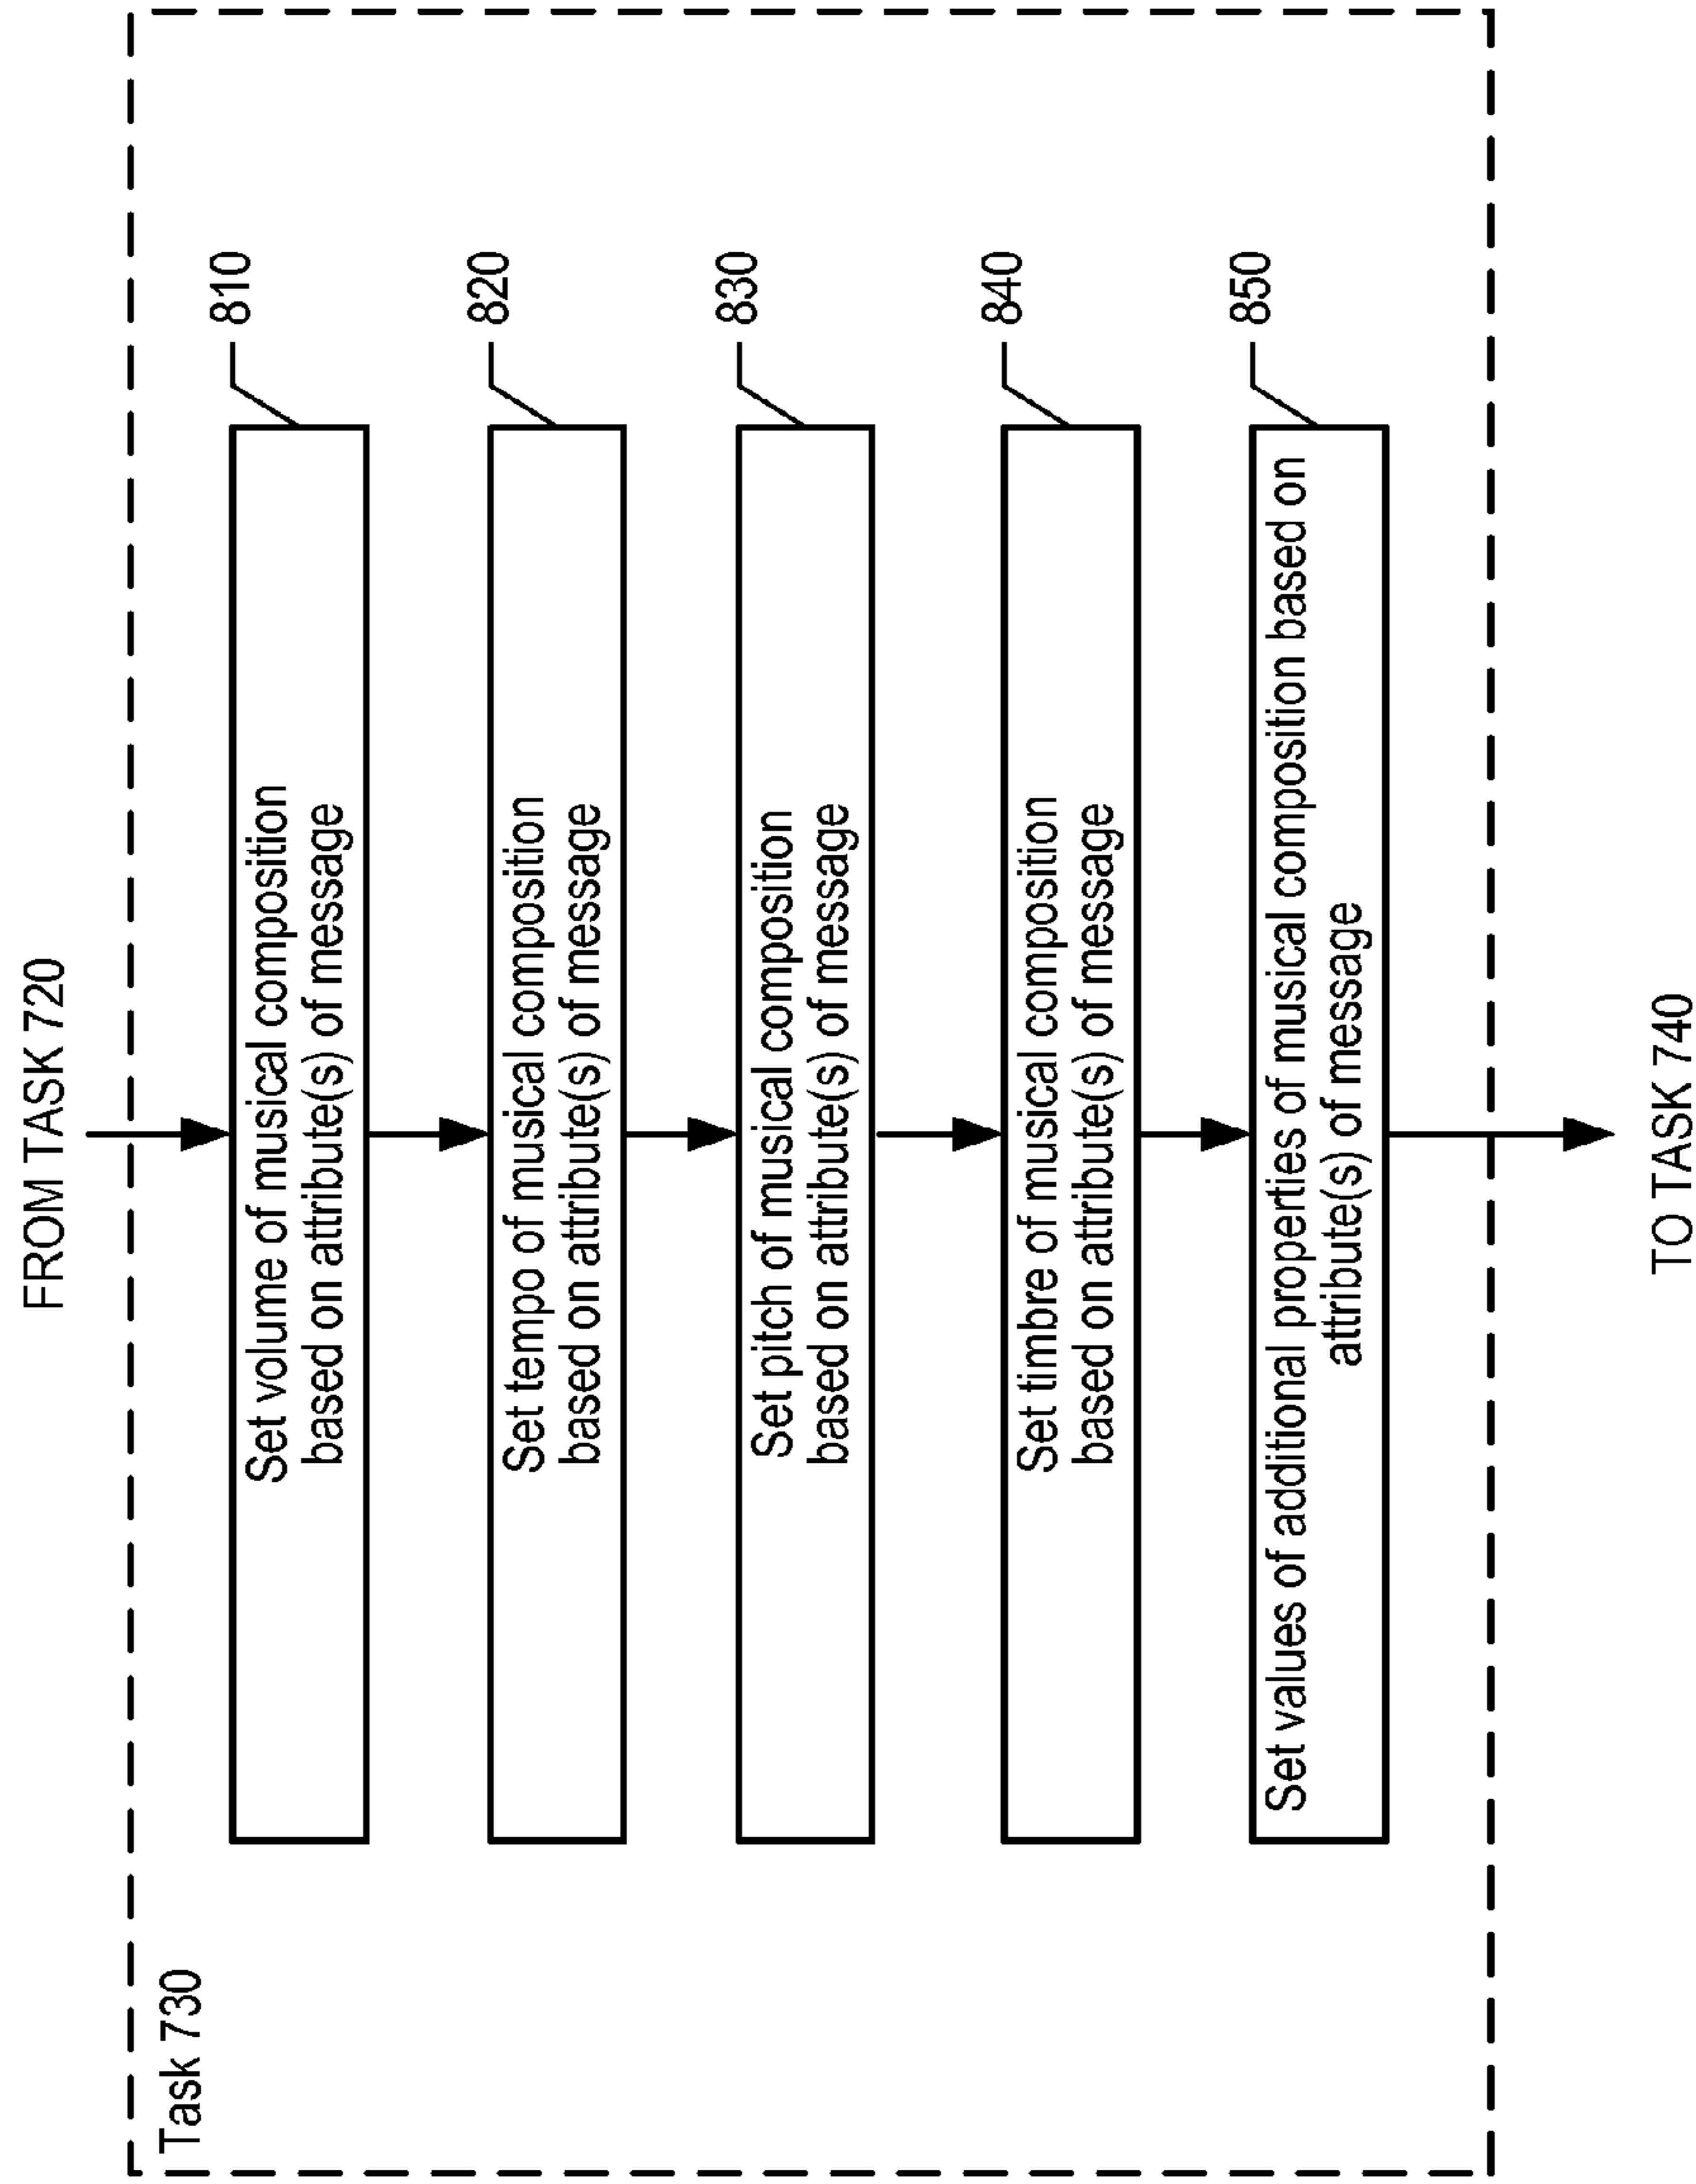 FROM TASK 720
Task 730
810
Set volume of musical composition
based on attribute(s) of message
820
Set tempo of musical composition
based on attribute(s) of message
830
Set pitch of musical composition
based on attribute(s) of message
840
Set timbre of musical composition
based on attribute(s) of message
850
Set values of additional properties of musical composition based on
attribute(s) of message
TO TASK 740